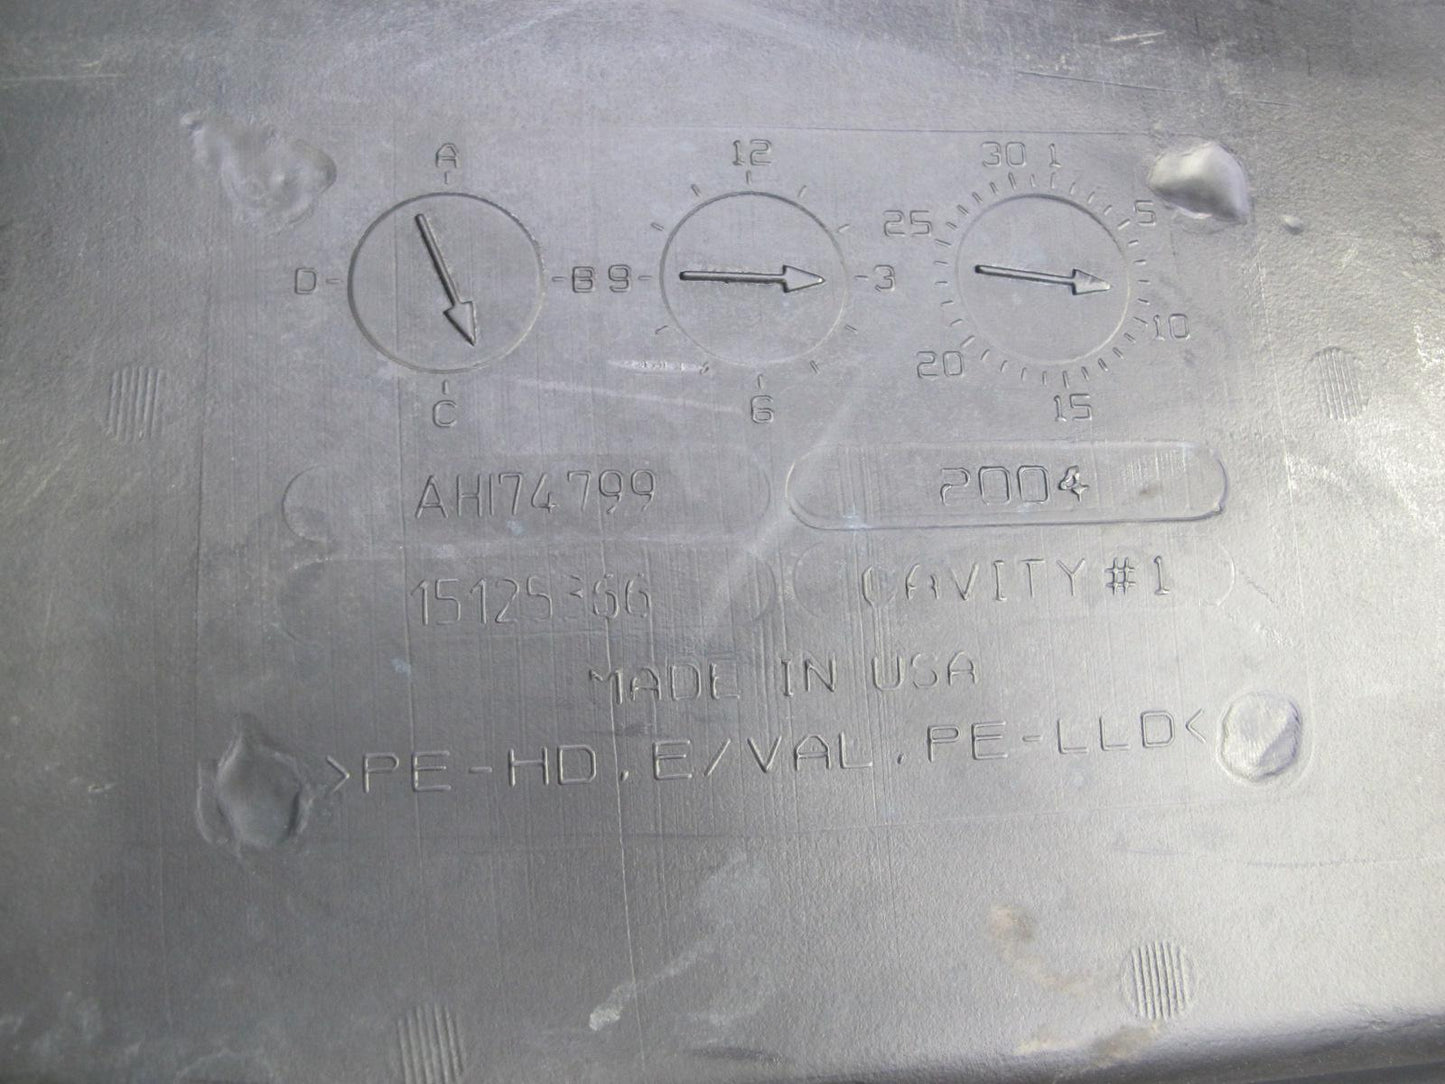 A 12 30 1
25 5
D B 9 3
20 10
C 6 15
AH174799 2004
15125366 CAVITY #1
MADE IN USA
>PE-HD, E/VAL, PE-LLD<